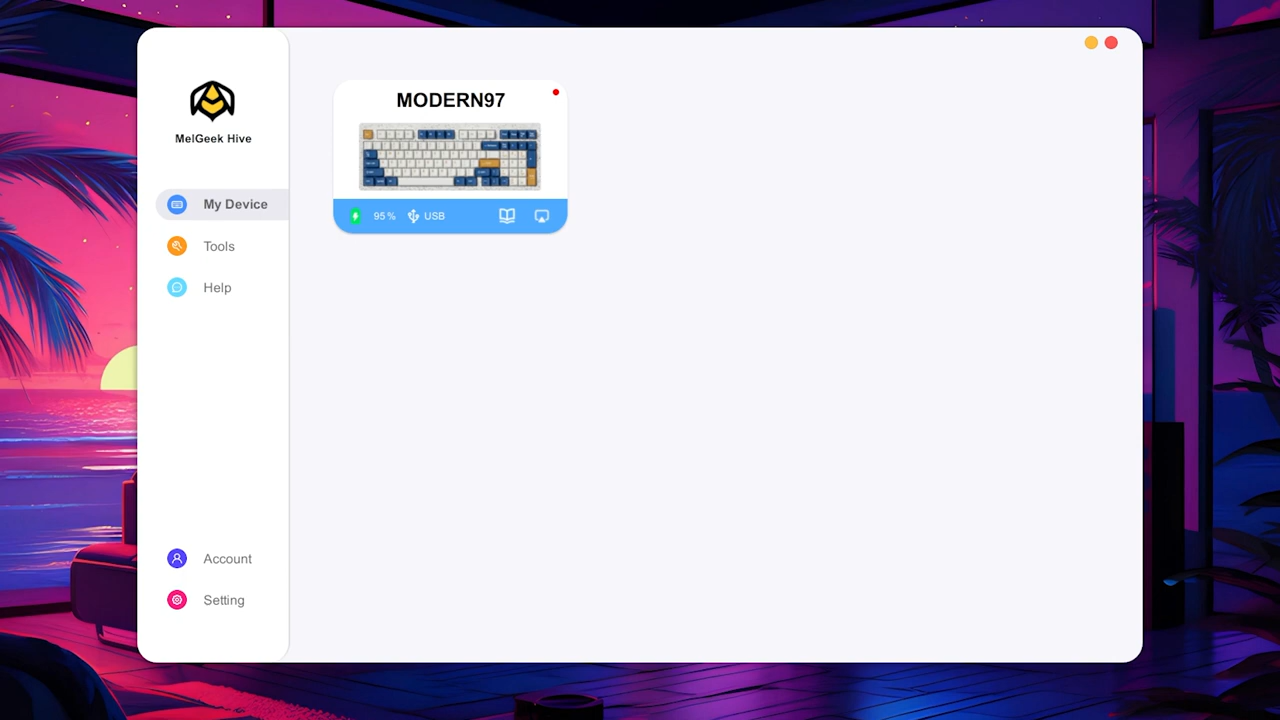 MelGeek Hive
My Device
Tools
Help
Account
Setting
MODERN97
95 % USB